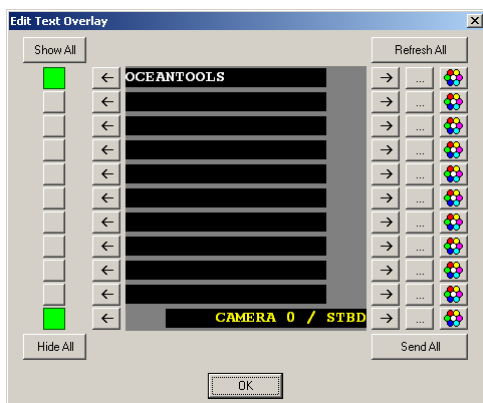 Edit Text Overlay
Show All
Refresh All
← OCEANTOOLS → ...
← → ...
← → ...
← → ...
← → ...
← → ...
← → ...
← → ...
← → ...
← → ...
← CAMERA 0 / STBD → ...
Hide All
Send All
OK